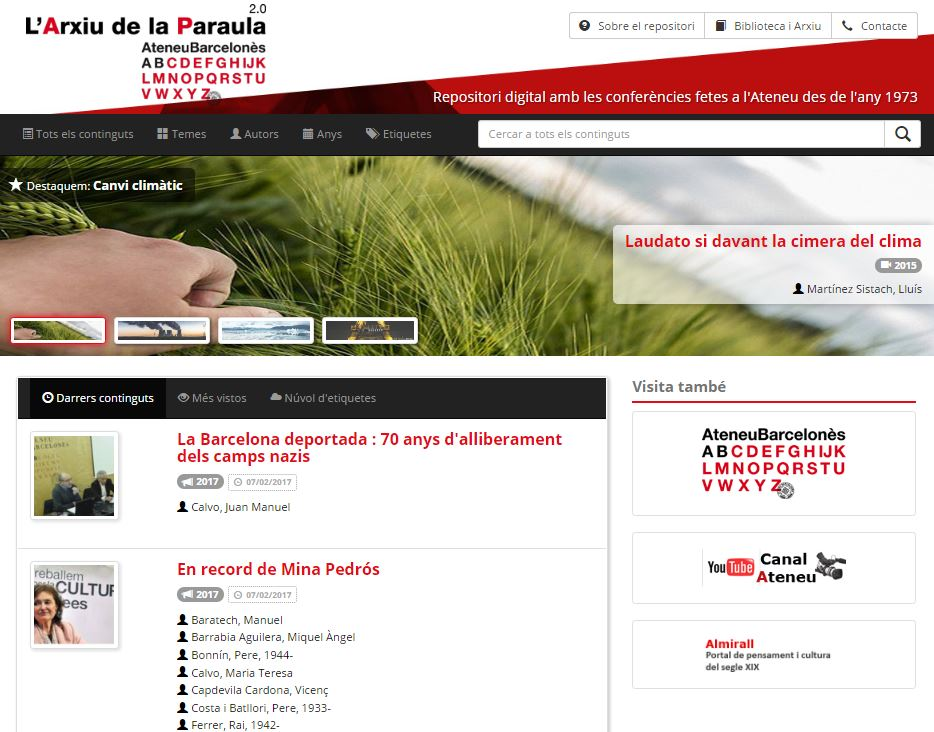 2.0
L'Arxiu de la Paraula
AteneuBarcelonès
ABCDEFGHIJK
LMNOPQRSTU
VWXYZ
Sobre el repositori
Biblioteca i Arxiu
Contacte
Repositori digital amb les conferències fetes a l'Ateneu des de l'any 1973
Tots els continguts
Temes
Autors
Anys
Etiquetes
Cercar a tots els continguts
Destaquem: Canvi climàtic
Laudato si davant la cimera del clima
2015
Martínez Sistach, Lluís
Darrers continguts
Més vistos
Núvol d'etiquetes
La Barcelona deportada : 70 anys d'alliberament
dels camps nazis
2017 07/02/2017
Calvo, Juan Manuel
reballem
CULTUR
ees
En record de Mina Pedrós
2017 07/02/2017
Baratech, Manuel
Barrabia Aguilera, Miquel Àngel
Bonnín, Pere, 1944-
Calvo, Maria Teresa
Capdevila Cardona, Vicenç
Costa i Batllori, Pere, 1933-
Ferrer, Rai, 1942-
Visita també
AteneuBarcelonès
ABCDEFGHIJK
LMNOPQRSTU
VWXYZ
YouTube Canal
Ateneu
Almirall
Portal de pensament i cultura
del segle XIX